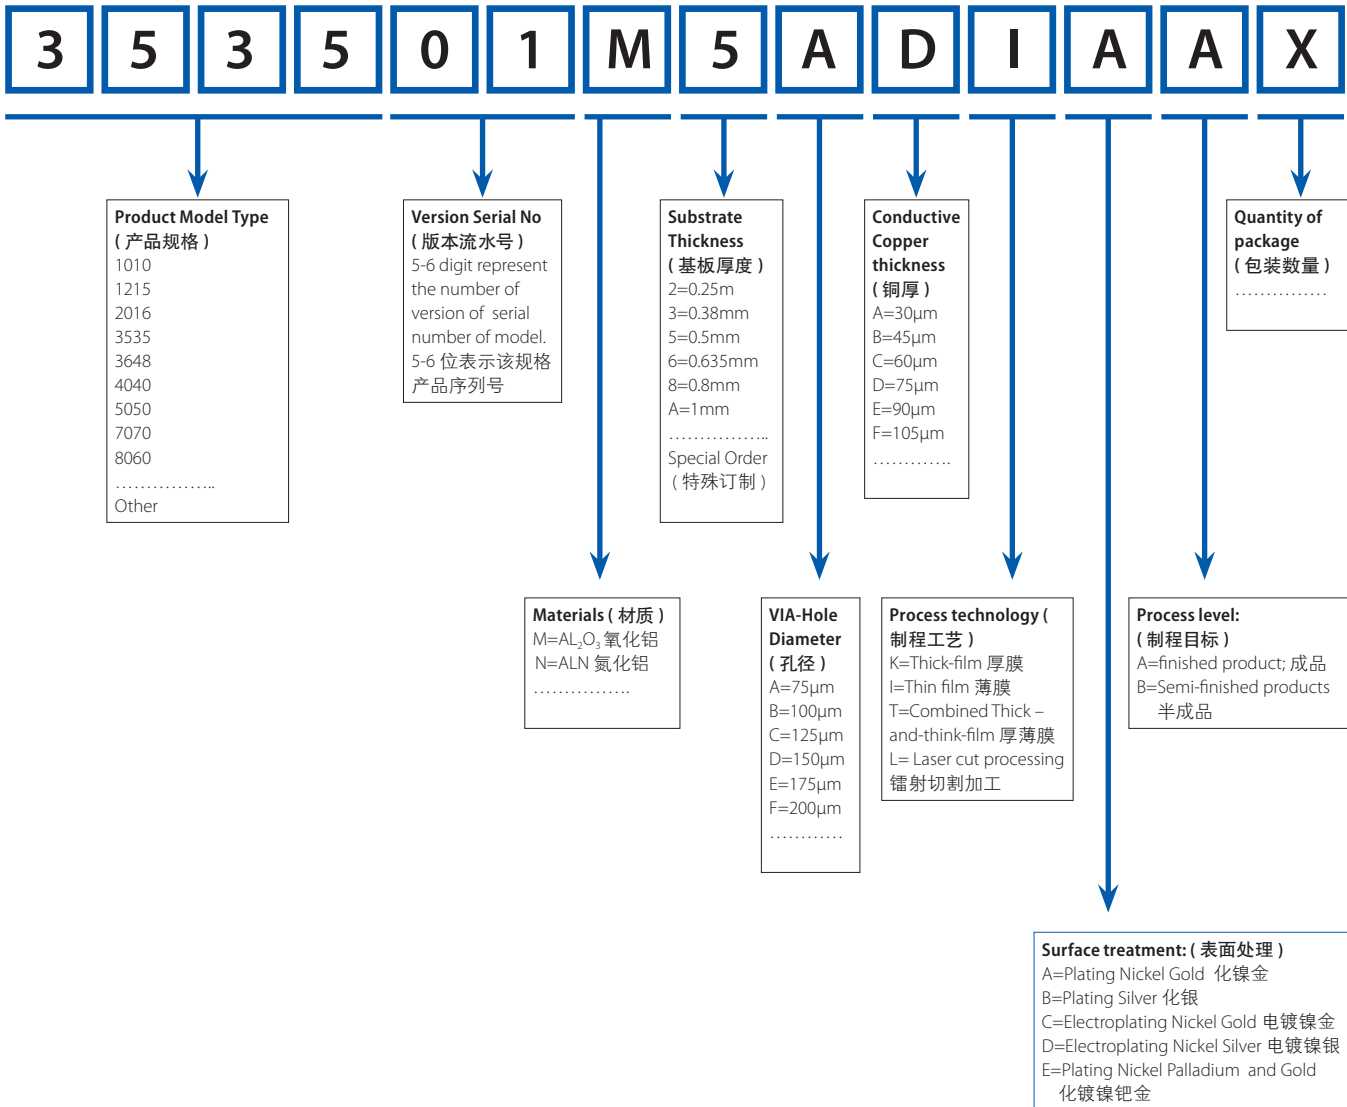 3 5 3 5 0 1 M 5 A D I A A X
Product Model Type
( 产品规格 )
1010
1215
2016
3535
3648
4040
5050
7070
8060
……………..
Other
Version Serial No
( 版本流水号 )
5-6 digit represent
the number of
version of serial
number of model.
5-6 位表示该规格
产品序列号
Substrate
Thickness
( 基板厚度 )
2=0.25m
3=0.38mm
5=0.5mm
6=0.635mm
8=0.8mm
A=1mm
……………..
Special Order
( 特殊订制 )
Conductive
Copper
thickness
( 铜厚 )
A=30μm
B=45μm
C=60μm
D=75μm
E=90μm
F=105μm
………….
Quantity of
package
( 包装数量 )
……………
Materials ( 材质 )
M=AL₂O₃ 氧化铝
N=ALN 氮化铝
…………….
VIA-Hole
Diameter
( 孔径 )
A=75μm
B=100μm
C=125μm
D=150μm
E=175μm
F=200μm
…………
Process technology (
制程工艺 )
K=Thick-film 厚膜
I=Thin film 薄膜
T=Combined Thick –
and-think-film 厚薄膜
L= Laser cut processing
镭射切割加工
Process level:
( 制程目标 )
A=finished product; 成品
B=Semi-finished products
半成品
Surface treatment: ( 表面处理 )
A=Plating Nickel Gold 化镍金
B=Plating Silver 化银
C=Electroplating Nickel Gold 电镀镍金
D=Electroplating Nickel Silver 电镀镍银
E=Plating Nickel Palladium and Gold
化镀镍钯金